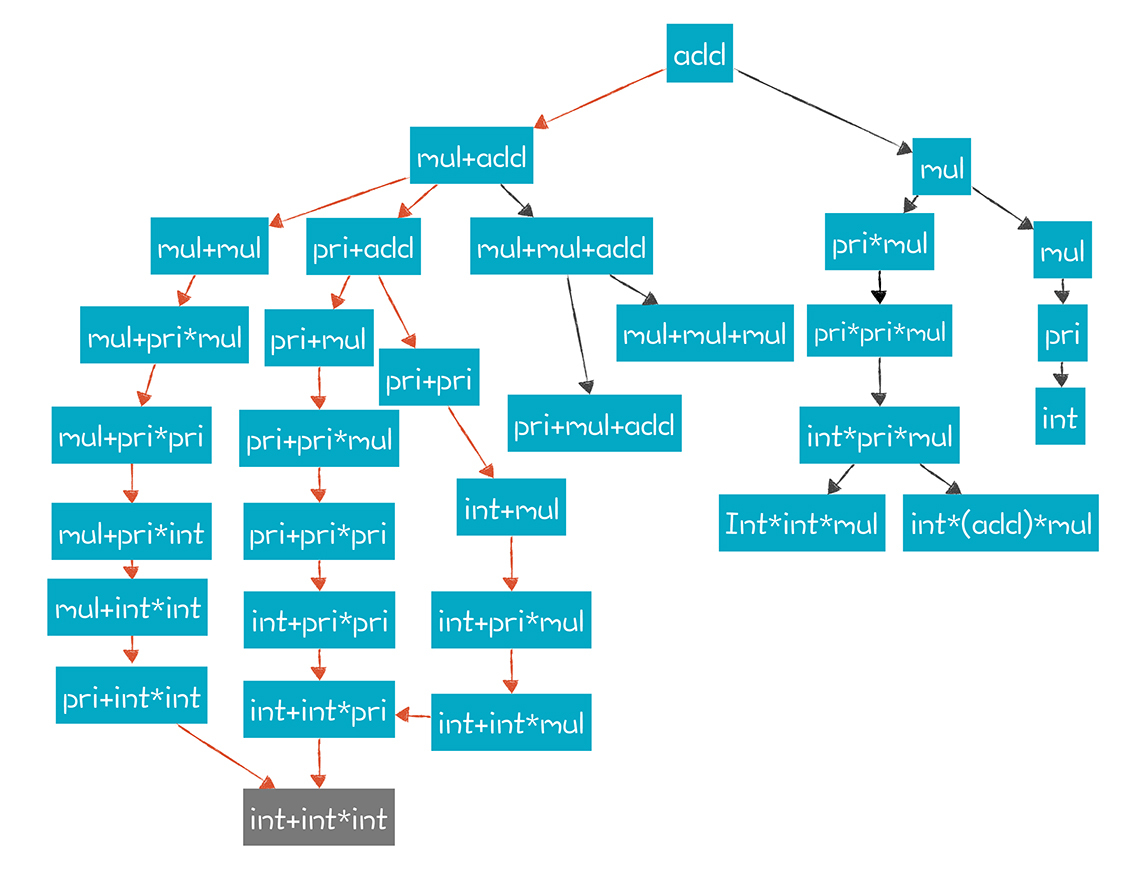 add
mul+add
mul
mul+mul
pri+add
mul+mul+add
pri*mul
mul
mul+pri*mul
pri+mul
mul+mul+mul
pri*pri*mul
pri
pri+pri
mul+pri*pri
pri+pri*mul
pri+mul+add
int*pri*mul
int
int+mul
mul+pri*int
pri+pri*pri
Int*int*mul
int*(add)*mul
mul+int*int
int+pri*pri
int+pri*mul
pri+int*int
int+int*pri
int+int*mul
int+int*int